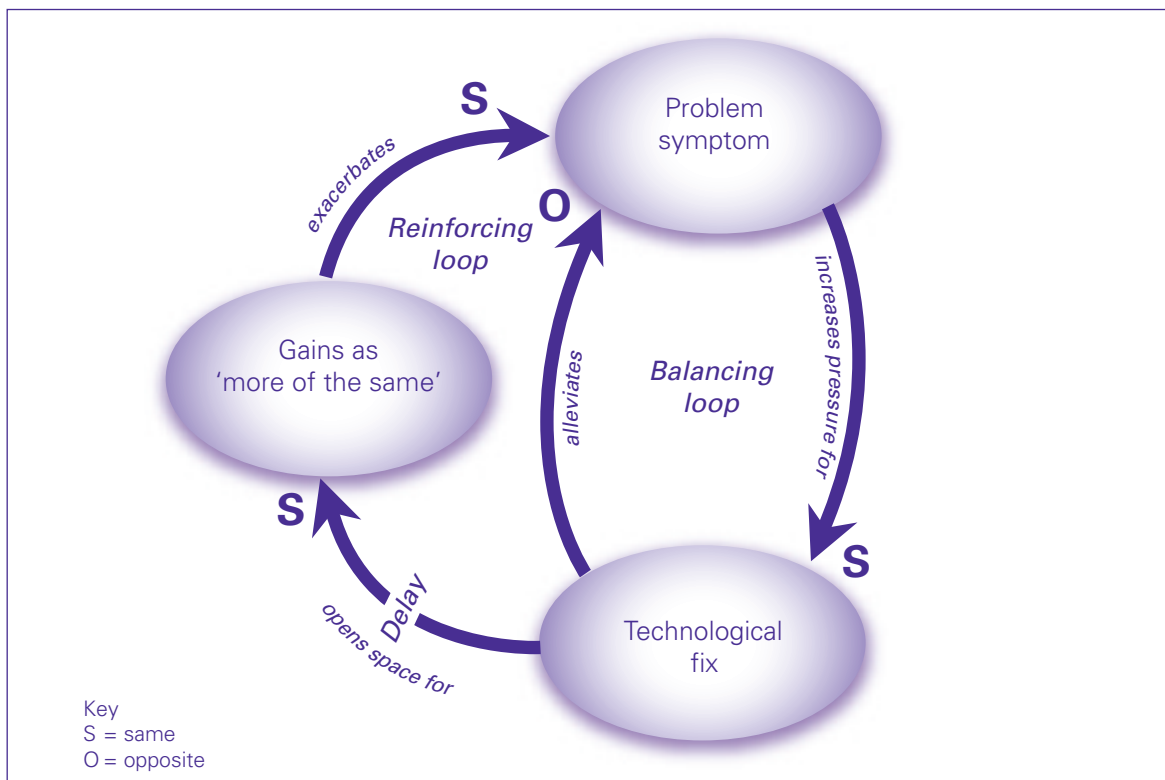 S
Problem
symptom
exacerbates
O
Reinforcing
loop
increases pressure for
Gains as
'more of the same'
alleviates
Balancing
loop
S
S
Delay
opens space for
Technological
fix
Key
S = same
O = opposite